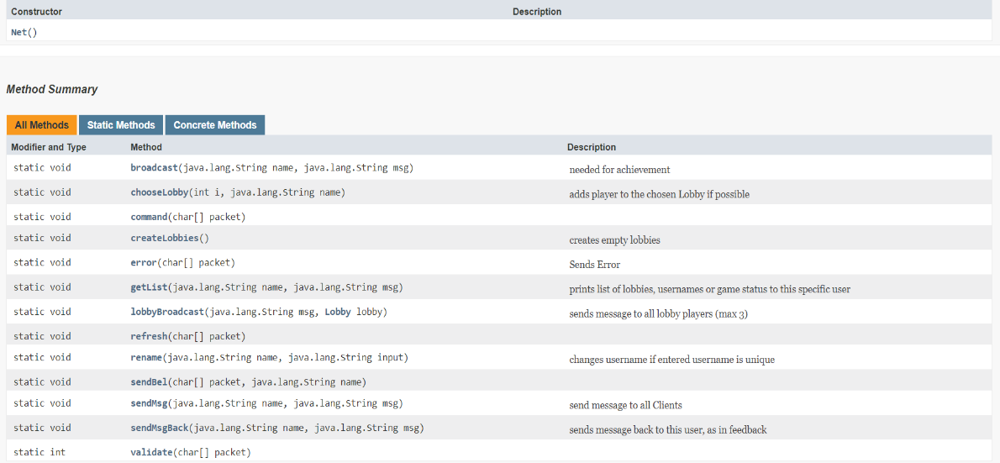 Constructor Description
Net()
Method Summary
All Methods Static Methods Concrete Methods
Modifier and Type Method Description
static void broadcast(java.lang.String name, java.lang.String msg) needed for achievement
static void chooseLobby(int i, java.lang.String name) adds player to the chosen Lobby if possible
static void command(char[] packet)
static void createLobbies() creates empty lobbies
static void error(char[] packet) Sends Error
static void getList(java.lang.String name, java.lang.String msg) prints list of lobbies, usernames or game status to this specific user
static void lobbyBroadcast(java.lang.String msg, Lobby lobby) sends message to all lobby players (max 3)
static void refresh(char[] packet)
static void rename(java.lang.String name, java.lang.String input) changes username if entered username is unique
static void sendBel(char[] packet, java.lang.String name)
static void sendMsg(java.lang.String name, java.lang.String msg) send message to all Clients
static void sendMsgBack(java.lang.String name, java.lang.String msg) sends message back to this user, as in feedback
static int validate(char[] packet)